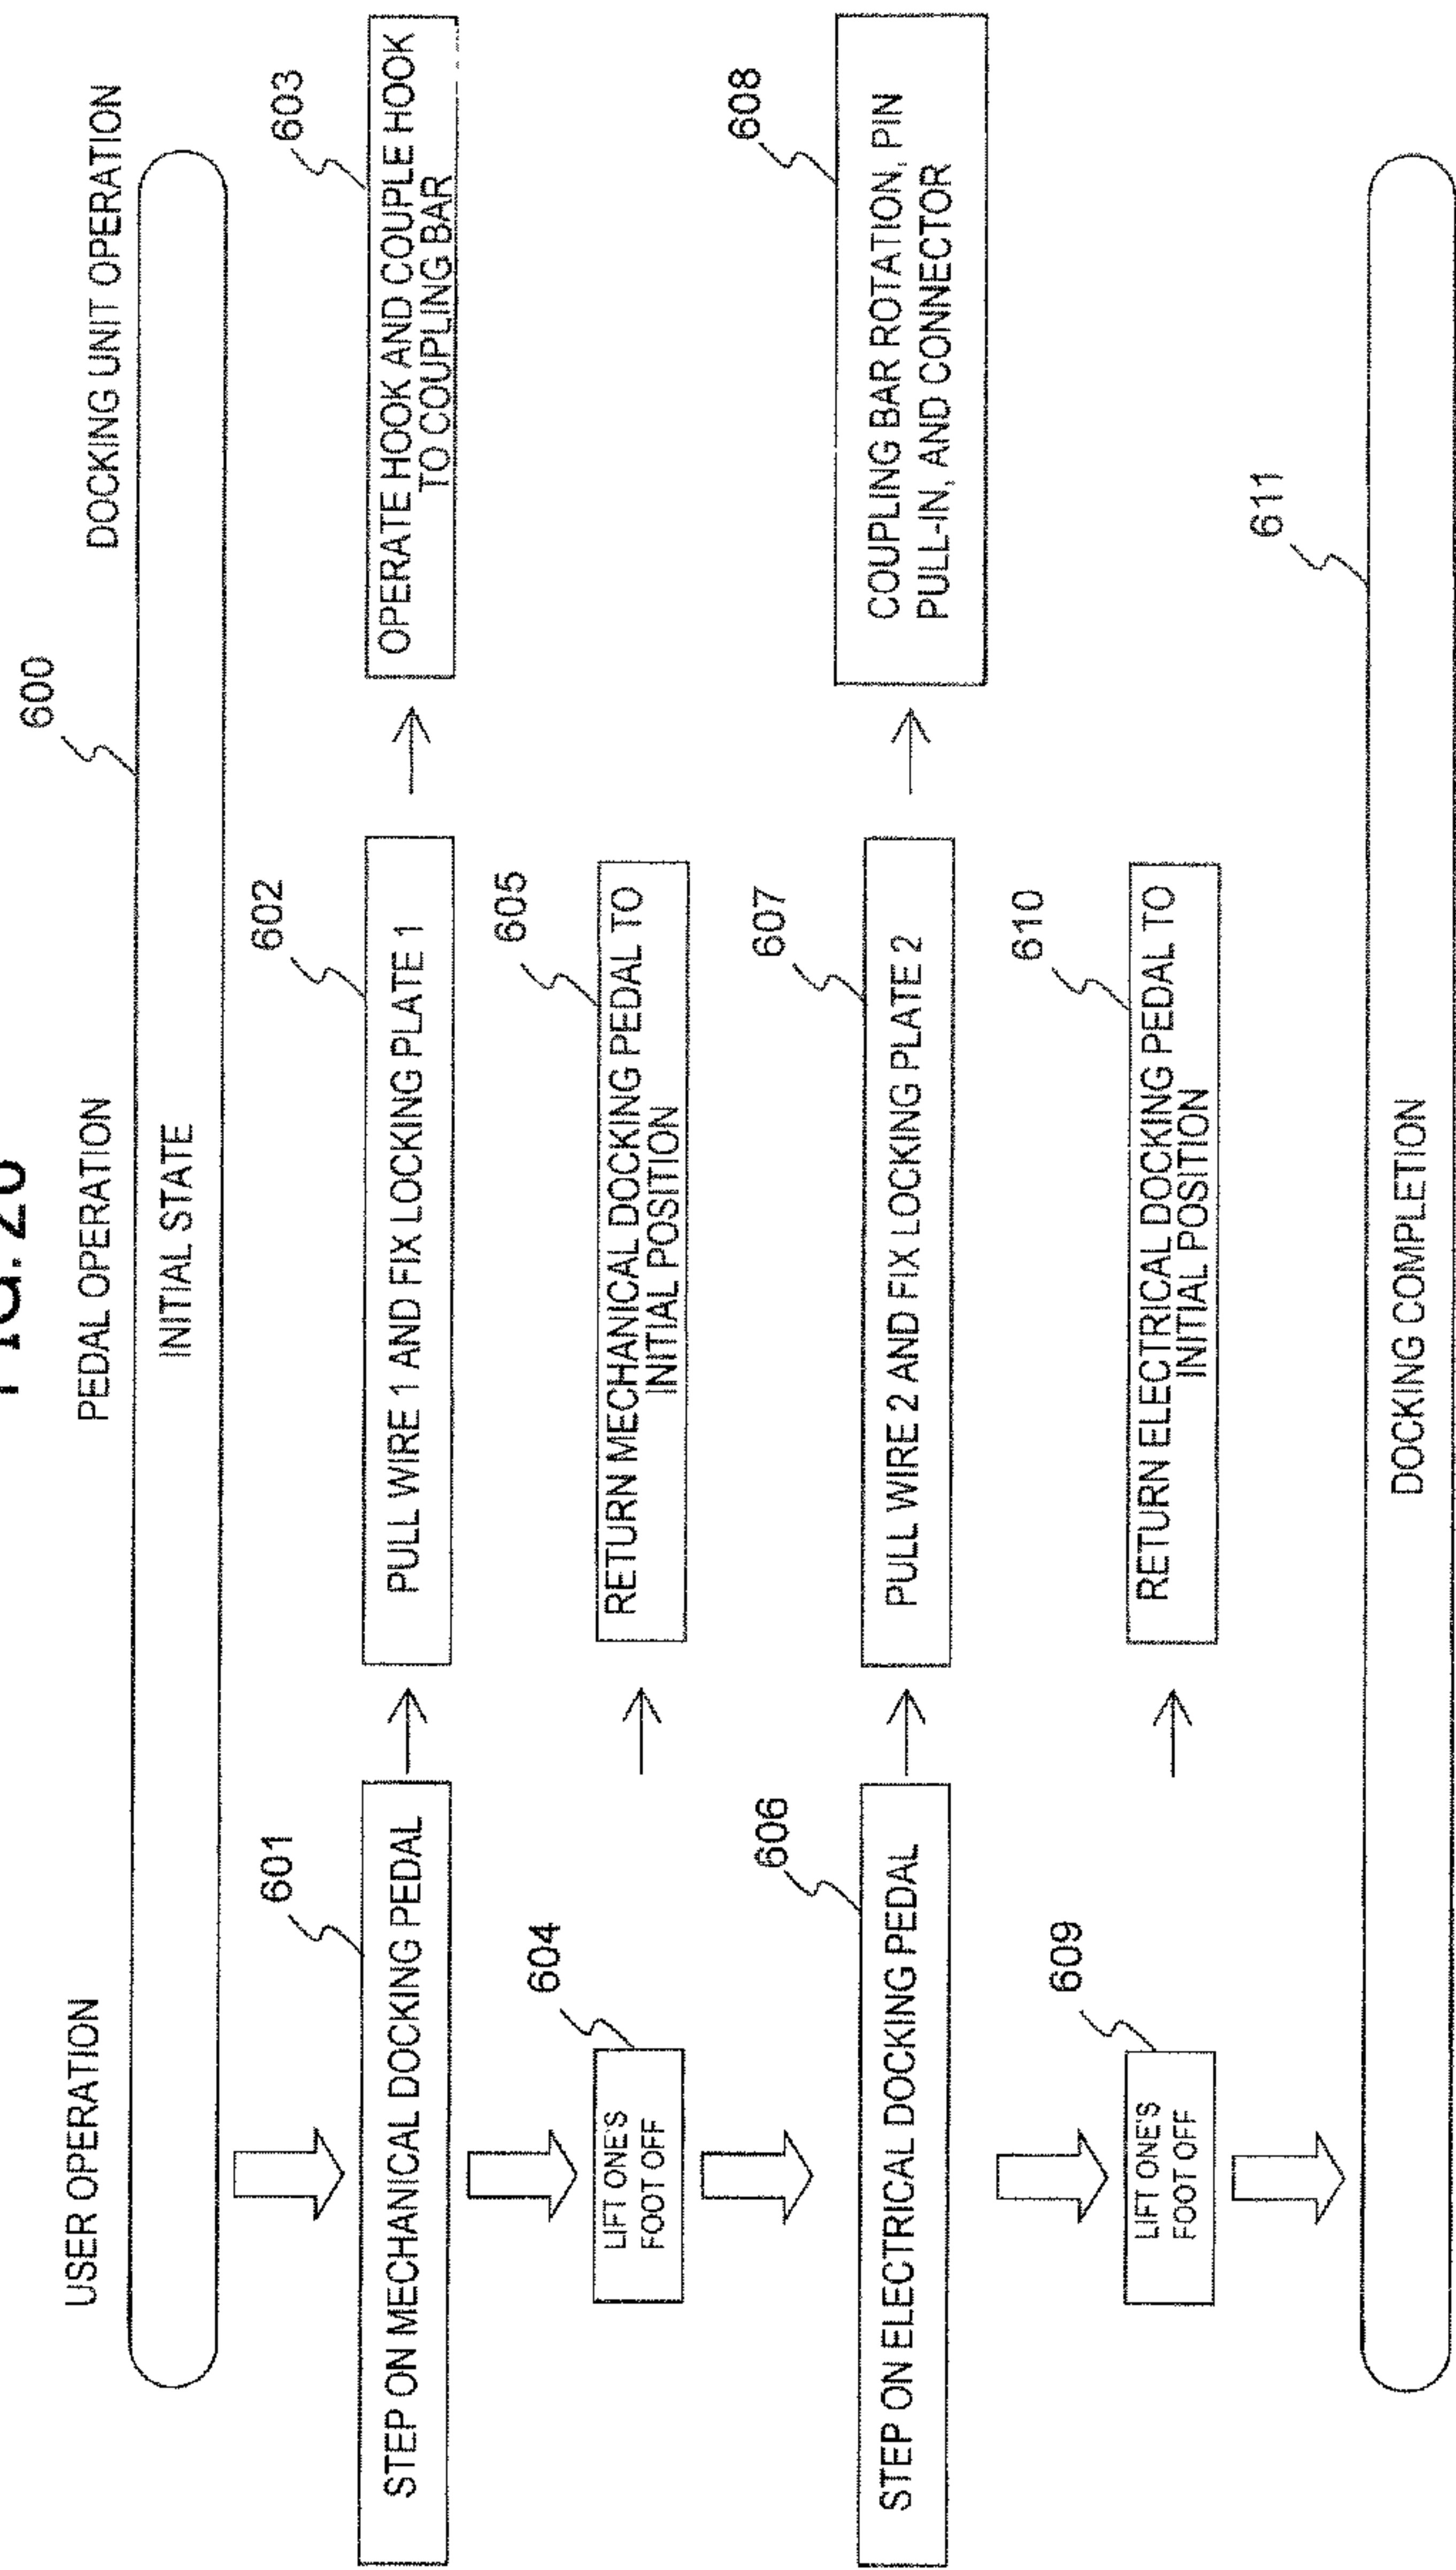 FIG. 20
USER OPERATION
PEDAL OPERATION
DOCKING UNIT OPERATION
600
INITIAL STATE
601
STEP ON MECHANICAL DOCKING PEDAL
602
PULL WIRE 1 AND FIX LOCKING PLATE 1
603
OPERATE HOOK AND COUPLE HOOK
TO COUPLING BAR
604
LIFT ONE'S
FOOT OFF
605
RETURN MECHANICAL DOCKING PEDAL TO
INITIAL POSITION
606
STEP ON ELECTRICAL DOCKING PEDAL
607
PULL WIRE 2 AND FIX LOCKING PLATE 2
608
COUPLING BAR ROTATION, PIN
PULL-IN, AND CONNECTOR
609
LIFT ONE'S
FOOT OFF
610
RETURN ELECTRICAL DOCKING PEDAL TO
INITIAL POSITION
611
DOCKING COMPLETION